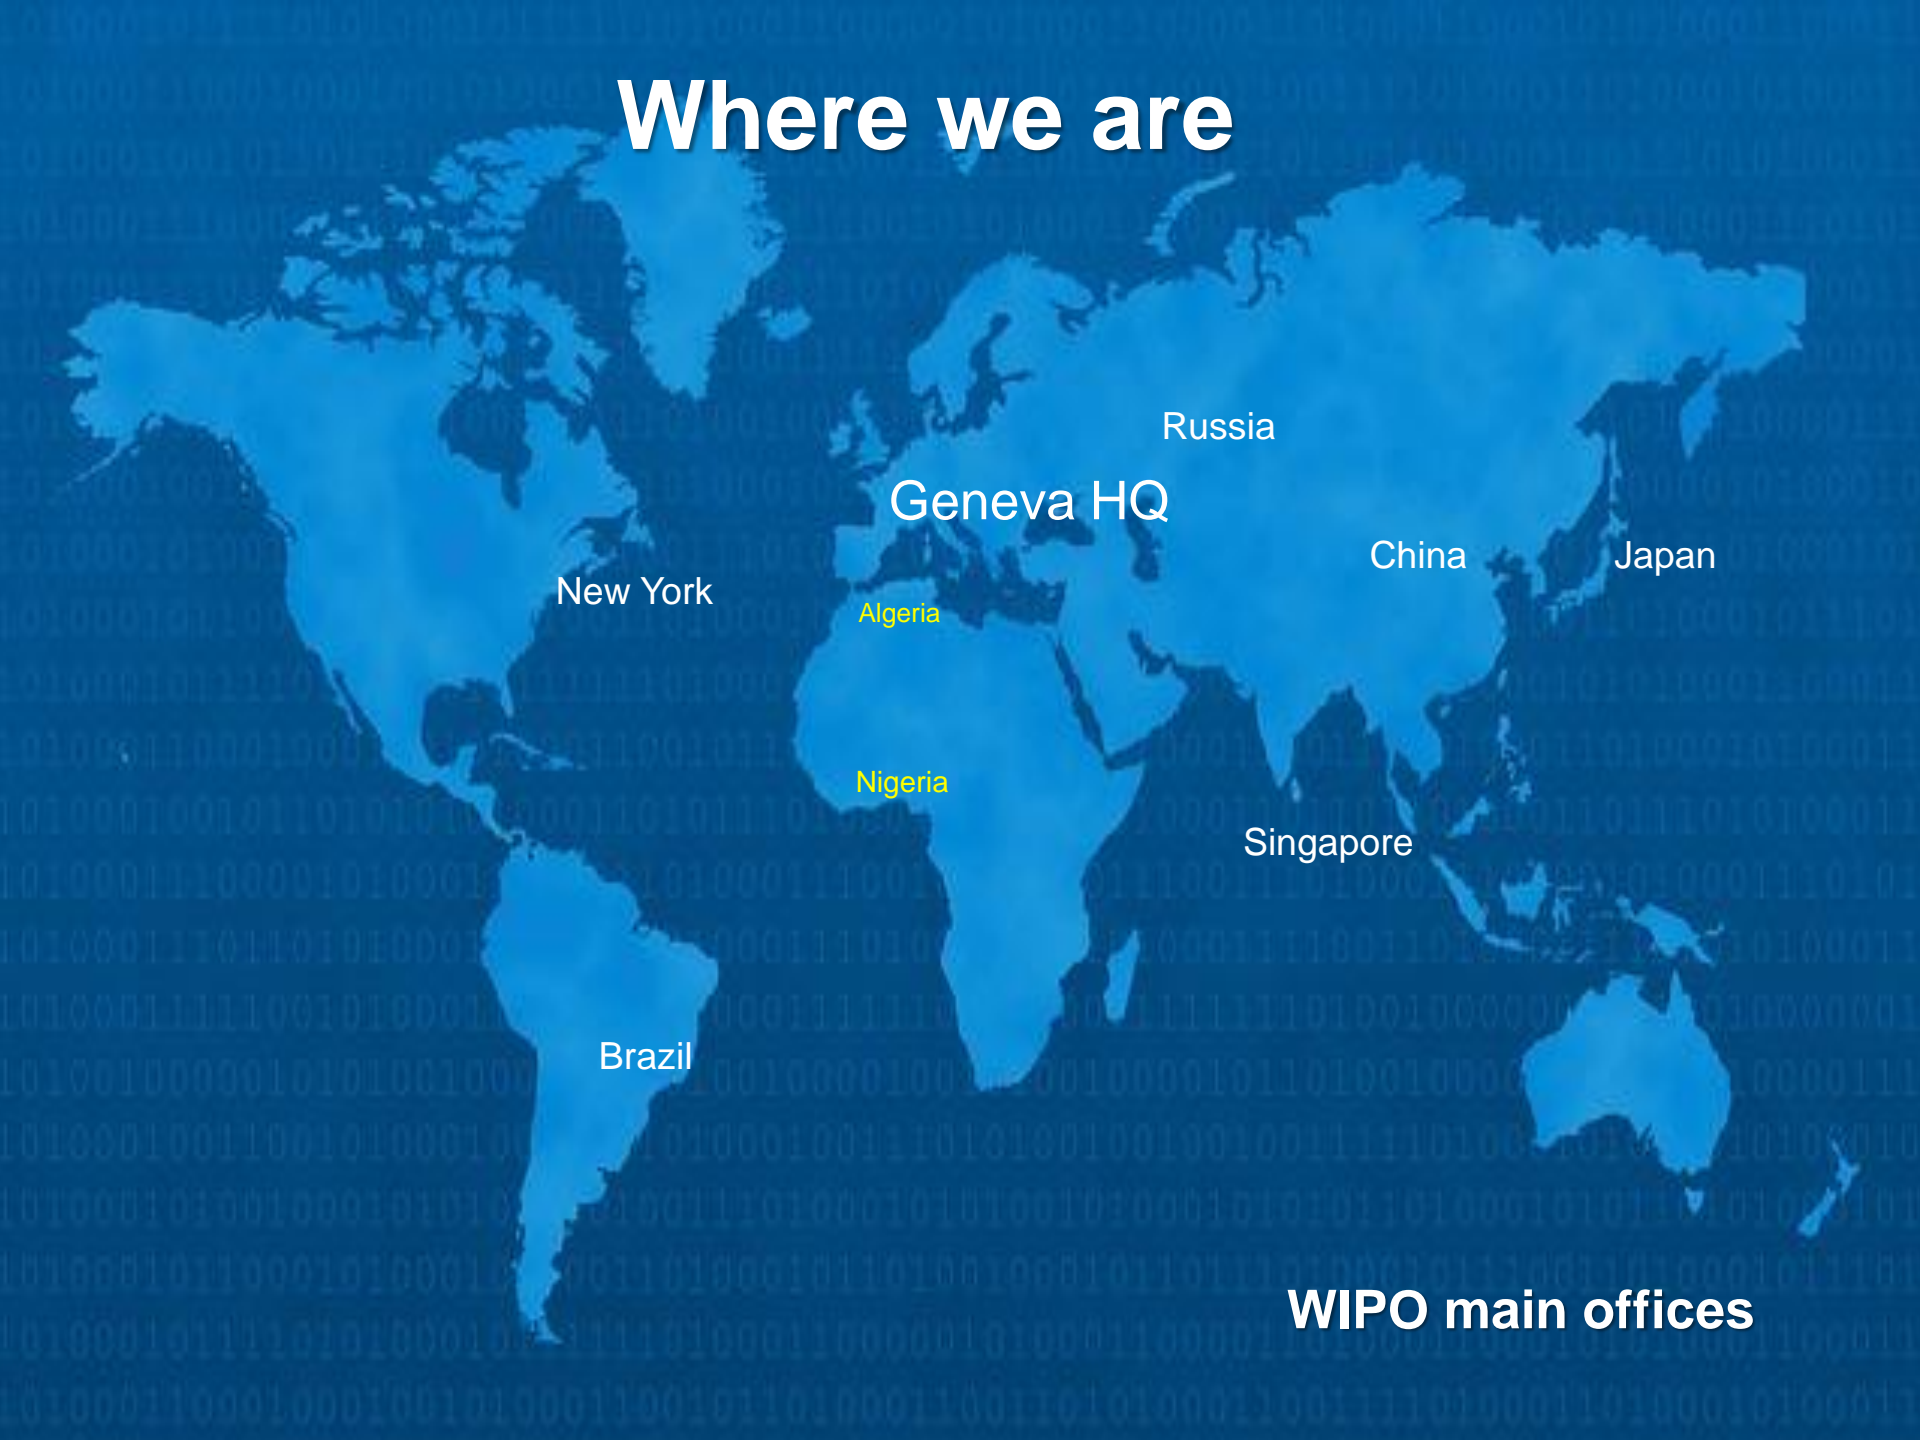 Where we are
Russia
Geneva HQ
China
Japan
New York
Algeria
Nigeria
Singapore
Brazil
WIPO main offices